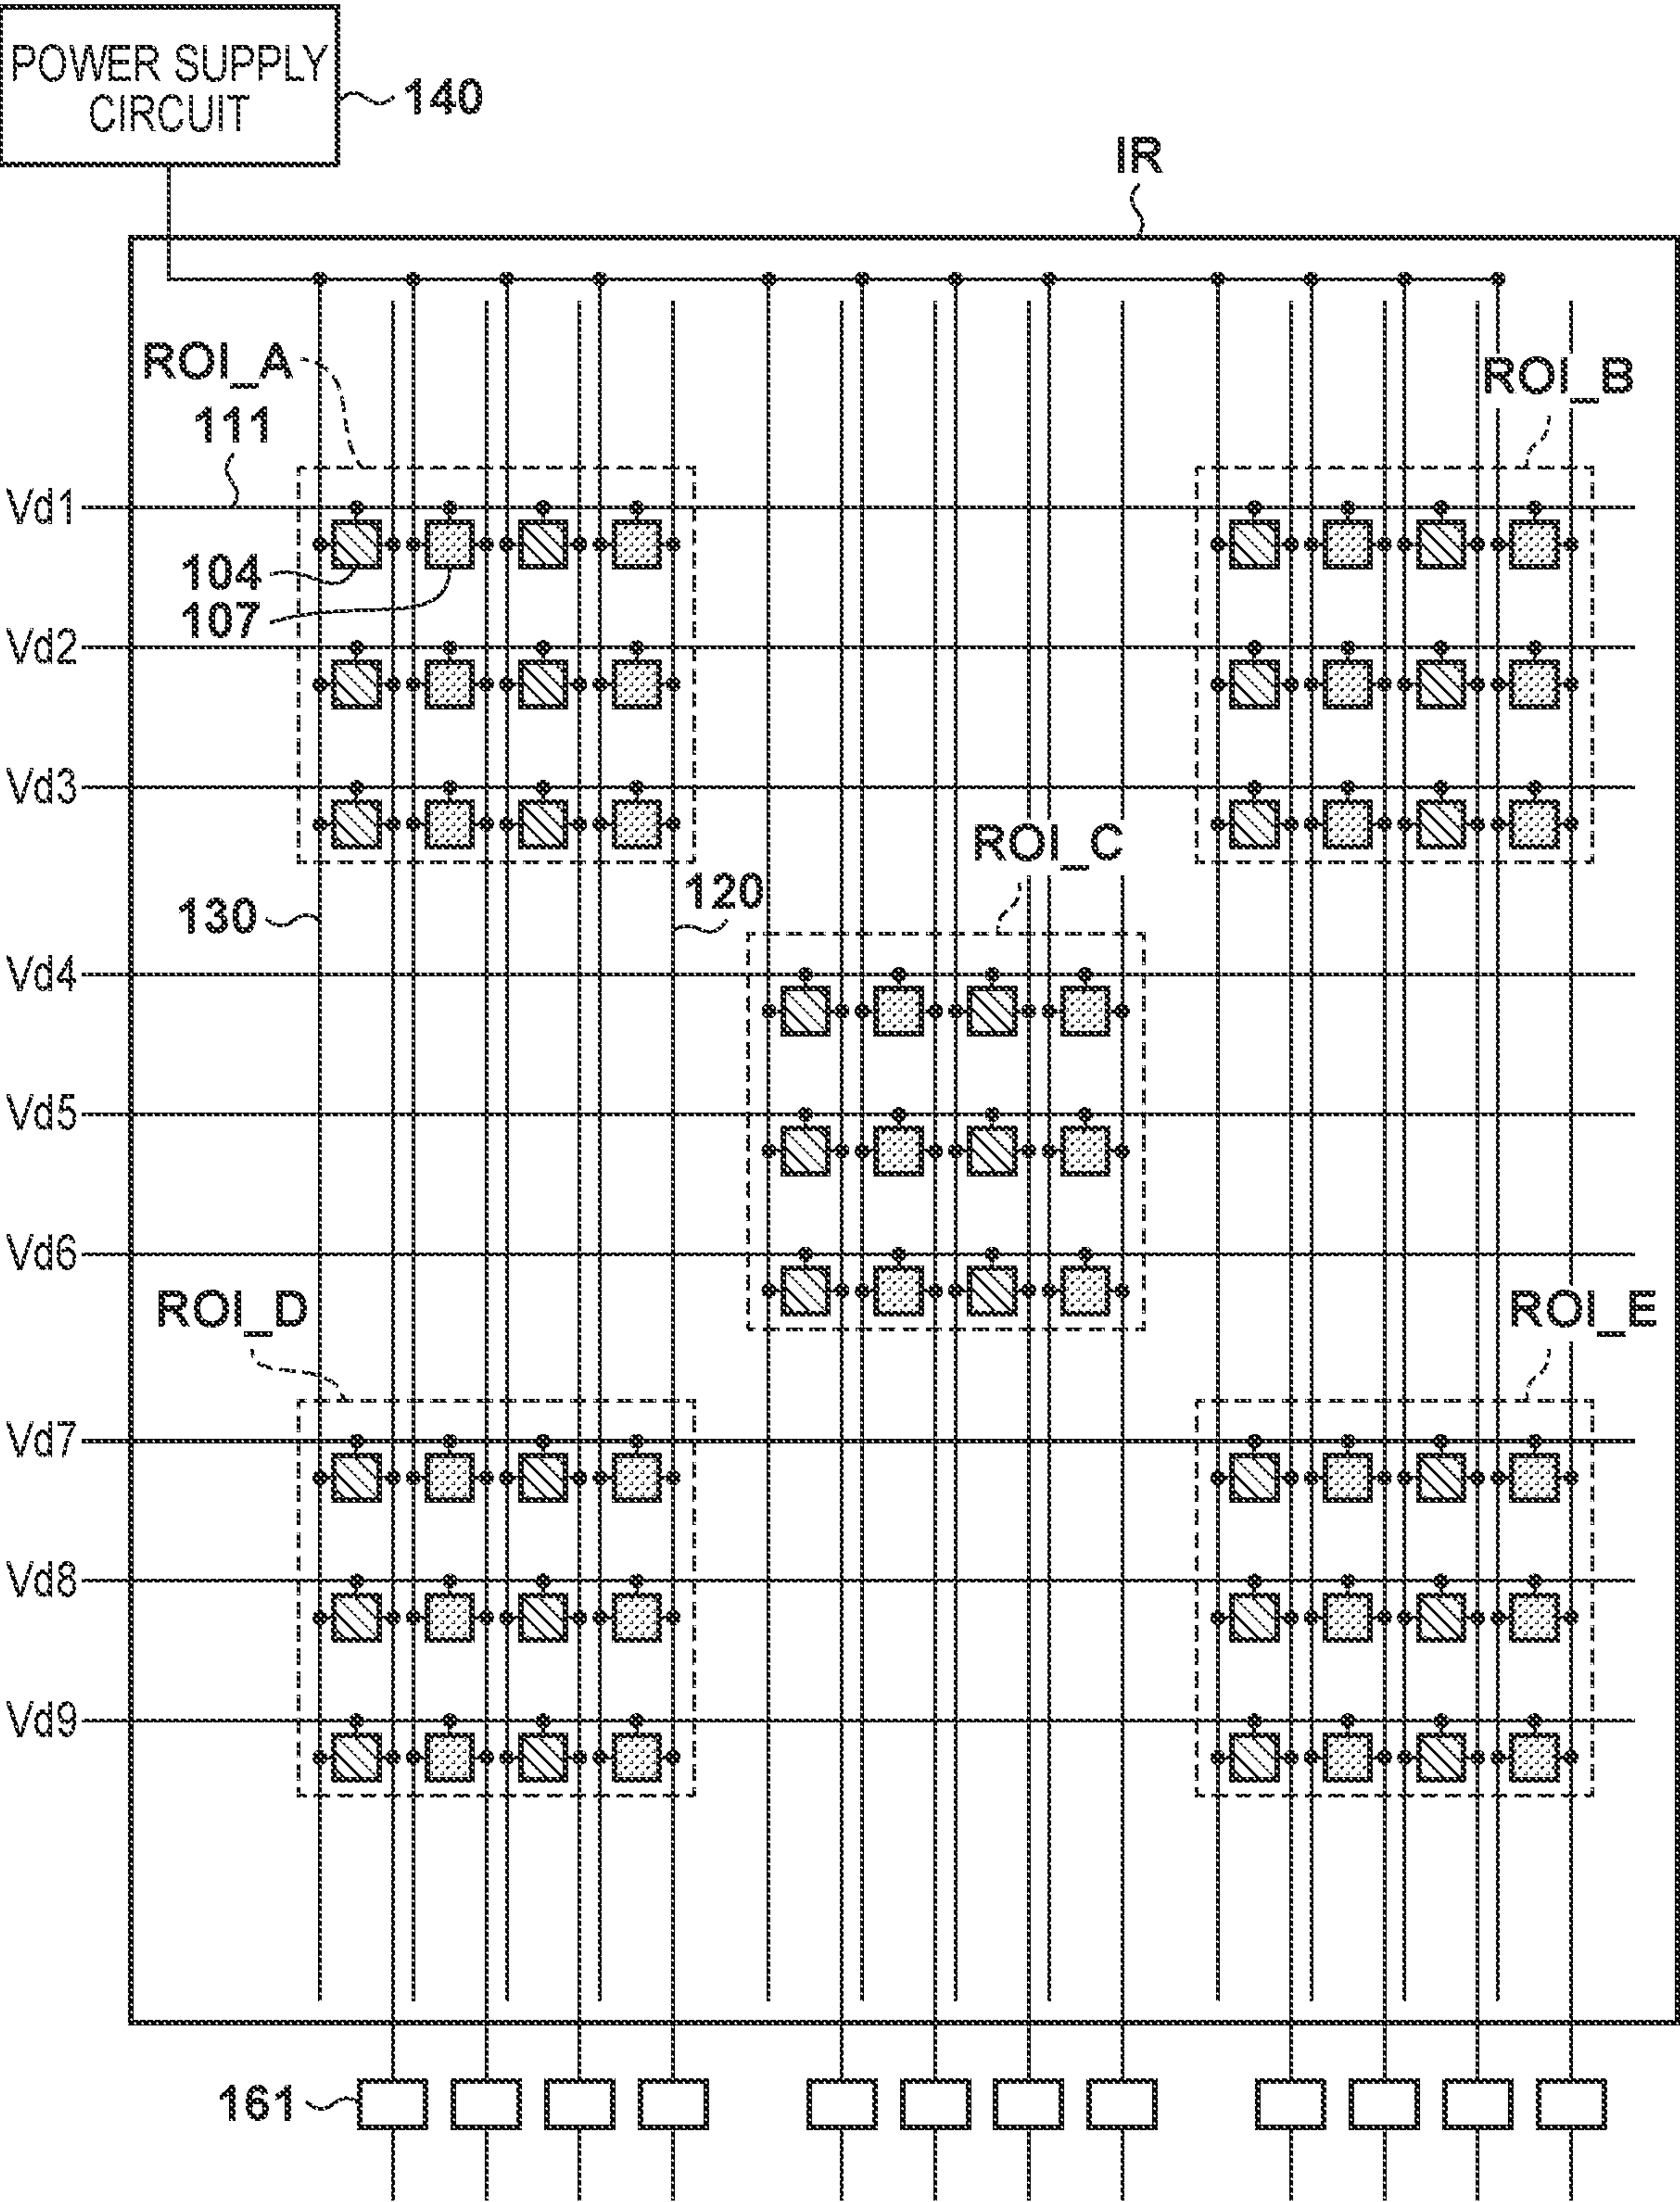 POWER SUPPLY
CIRCUIT
140
IR
ROI_A
ROI_B
111
Vd1
104
107
Vd2
Vd3
ROI_C
130
120
Vd4
Vd5
Vd6
ROI_D
ROI_E
Vd7
Vd8
Vd9
161